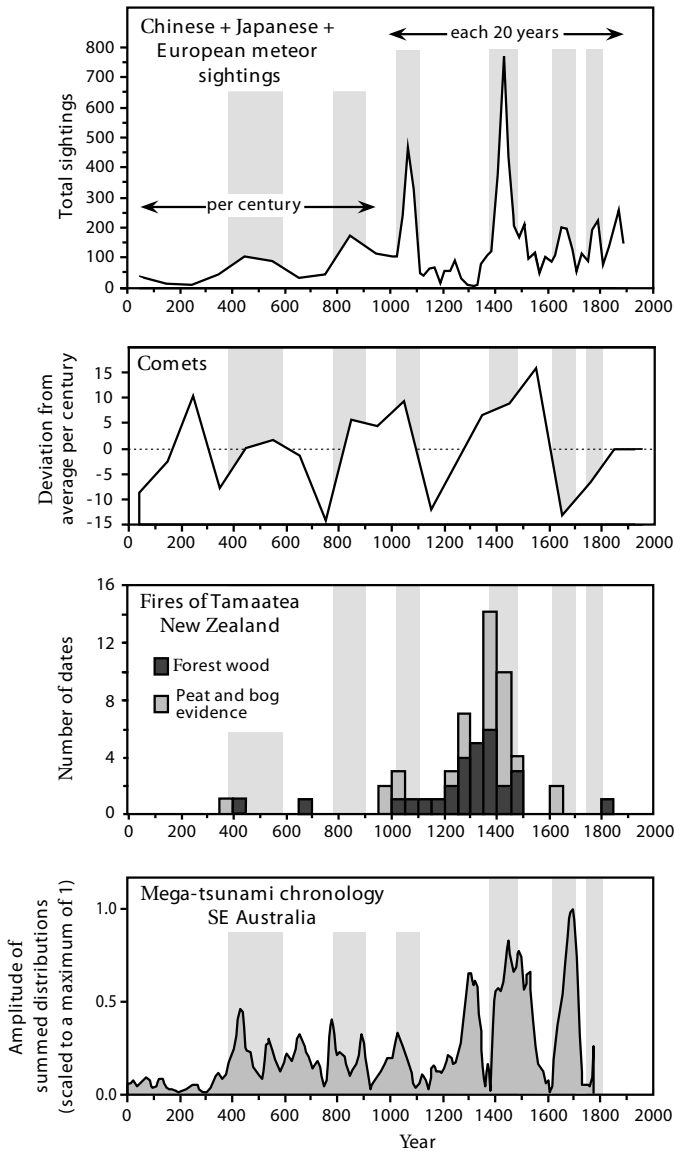 Chinese + Japanese +
European meteor
sightings
each 20 years
per century
Total sightings
800
700
600
500
400
300
200
100
0
0 200 400 600 800 1000 1200 1400 1600 1800 2000
Comets
Deviation from
average per century
15
10
5
0
-5
-10
-15
0 200 400 600 800 1000 1200 1400 1600 1800 2000
Fires of Tamaatea
New Zealand
Forest wood
Peat and bog
evidence
Number of dates
16
12
8
4
0
0 200 400 600 800 1000 1200 1400 1600 1800 2000
Mega-tsunami chronology
SE Australia
Amplitude of
summed distributions
(scaled to a maximum of 1)
1.0
0.5
0.0
0 200 400 600 800 1000 1200 1400 1600 1800 2000
Year